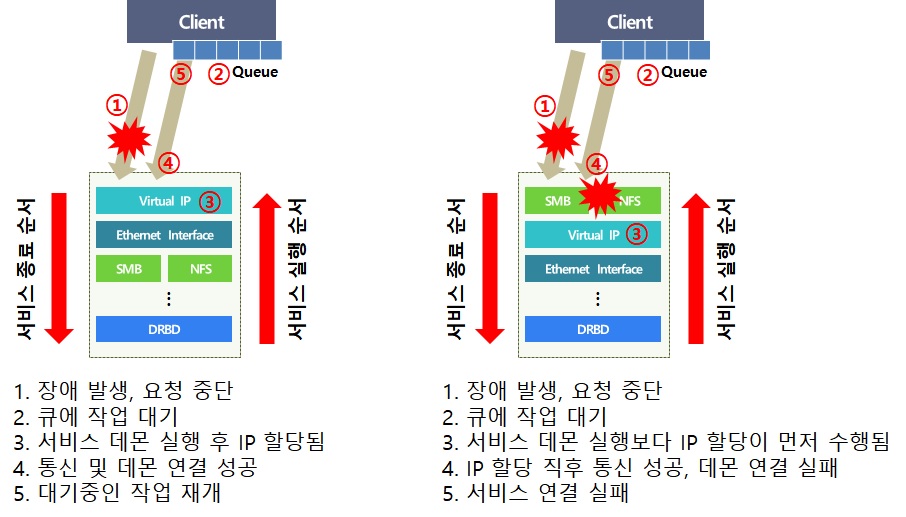 Client
⑤ ② Queue
①
④
Virtual IP ③
Ethernet Interface
SMB NFS
⋮
DRBD
서비스 종료 순서
서비스 실행 순서
1. 장애 발생, 요청 중단
2. 큐에 작업 대기
3. 서비스 데몬 실행 후 IP 할당됨
4. 통신 및 데몬 연결 성공
5. 대기중인 작업 재개
Client
⑤ ② Queue
①
④
SMB NFS
Virtual IP ③
Ethernet Interface
⋮
DRBD
서비스 종료 순서
서비스 실행 순서
1. 장애 발생, 요청 중단
2. 큐에 작업 대기
3. 서비스 데몬 실행보다 IP 할당이 먼저 수행됨
4. IP 할당 직후 통신 성공, 데몬 연결 실패
5. 서비스 연결 실패